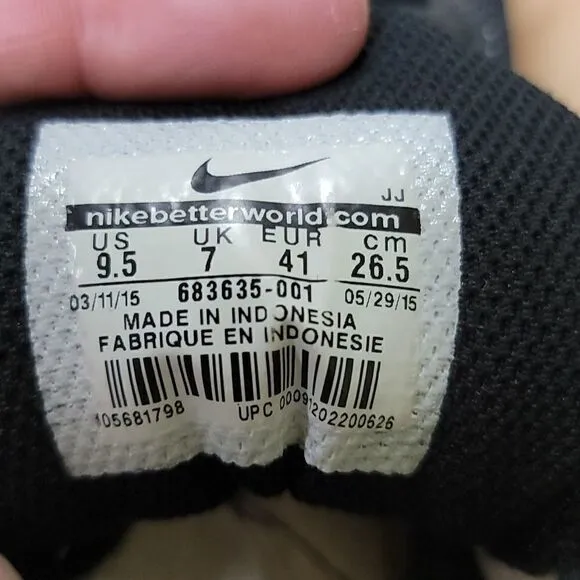 JJ
nikebetterworld.com
US UK EUR cm
9.5 7 41 26.5
03/11/15 683635-001 05/29/15
MADE IN INDONESIA
FABRIQUE EN INDONESIE
105681798 UPC 00091202200626